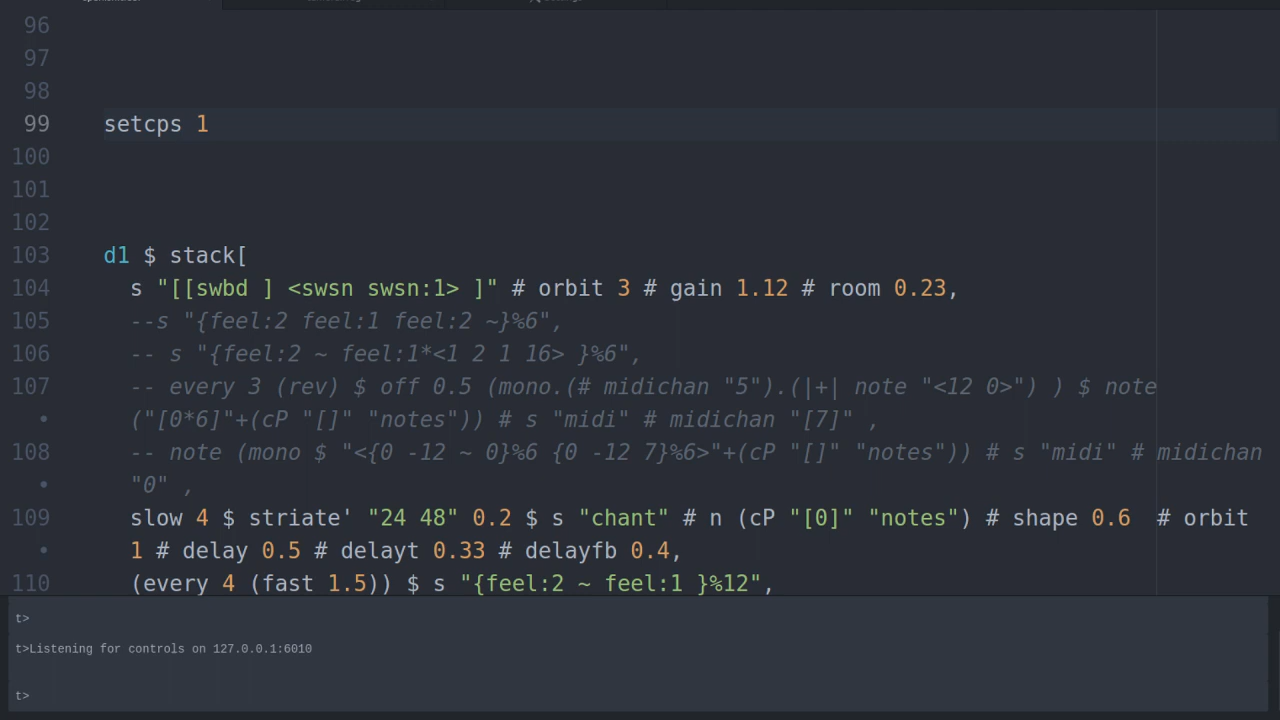 96
97
98
99 setcps 1
100
101
102
103 d1 $ stack[
104 s "[[swbd ] <swsn swsn:1> ]" # orbit 3 # gain 1.12 # room 0.23,
105 --s "{feel:2 feel:1 feel:2 ~}%6",
106 -- s "{feel:2 ~ feel:1*<1 2 1 16> }%6",
107 -- every 3 (rev) $ off 0.5 (mono.(# midichan "5").(|+| note "<12 0>") ) $ note
• ("[0*6]"+(cP "[]" "notes")) # s "midi" # midichan "[7]" ,
108 -- note (mono $ "<{0 -12 ~ 0}%6 {0 -12 7}%6>"+(cP "[]" "notes")) # s "midi" # midichan
• "0" ,
109 slow 4 $ striate' "24 48" 0.2 $ s "chant" # n (cP "[0]" "notes") # shape 0.6  # orbit
• 1 # delay 0.5 # delayt 0.33 # delayfb 0.4,
110 (every 4 (fast 1.5)) $ s "{feel:2 ~ feel:1 }%12",
t>
t>Listening for controls on 127.0.0.1:6010
t>